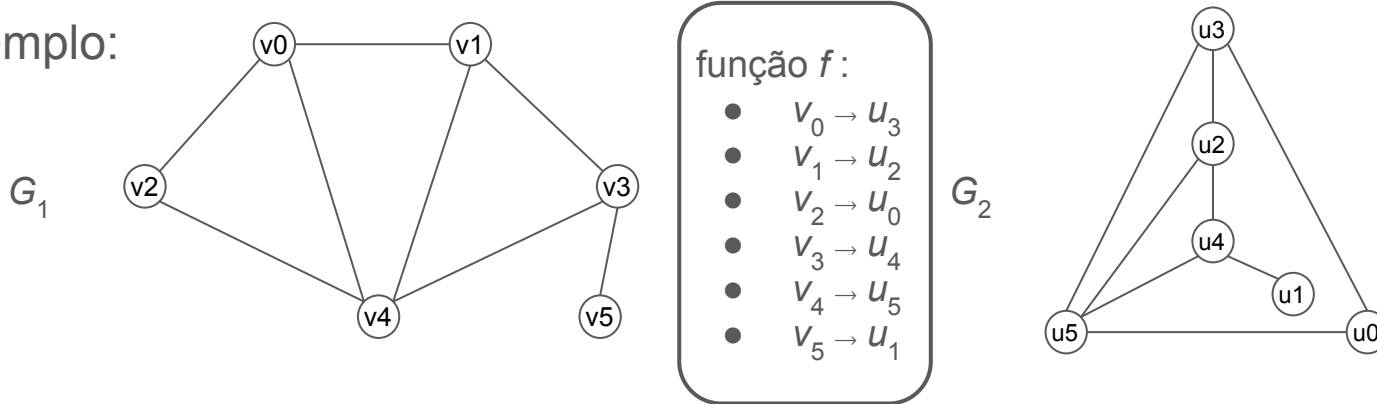 emplo:
G1
v0
v1
v2
v3
v4
v5
função f :
● v0 → u3
● v1 → u2
● v2 → u0
● v3 → u4
● v4 → u5
● v5 → u1
G2
u3
u2
u4
u1
u5
u0